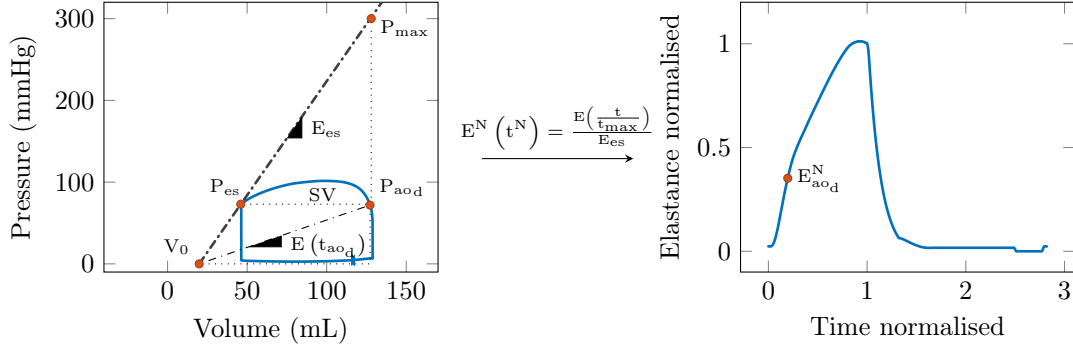 Pressure (mmHg)
300
200
100
0
0
50
100
150
Volume (mL)
P_max
E_es
P_es
SV
P_ao_d
V_0
E (t_ao_d)
E^N (t^N) = E(t/t_max)/E_es
Elastance normalised
1
0.5
0
0
1
2
3
Time normalised
E^N_ao_d